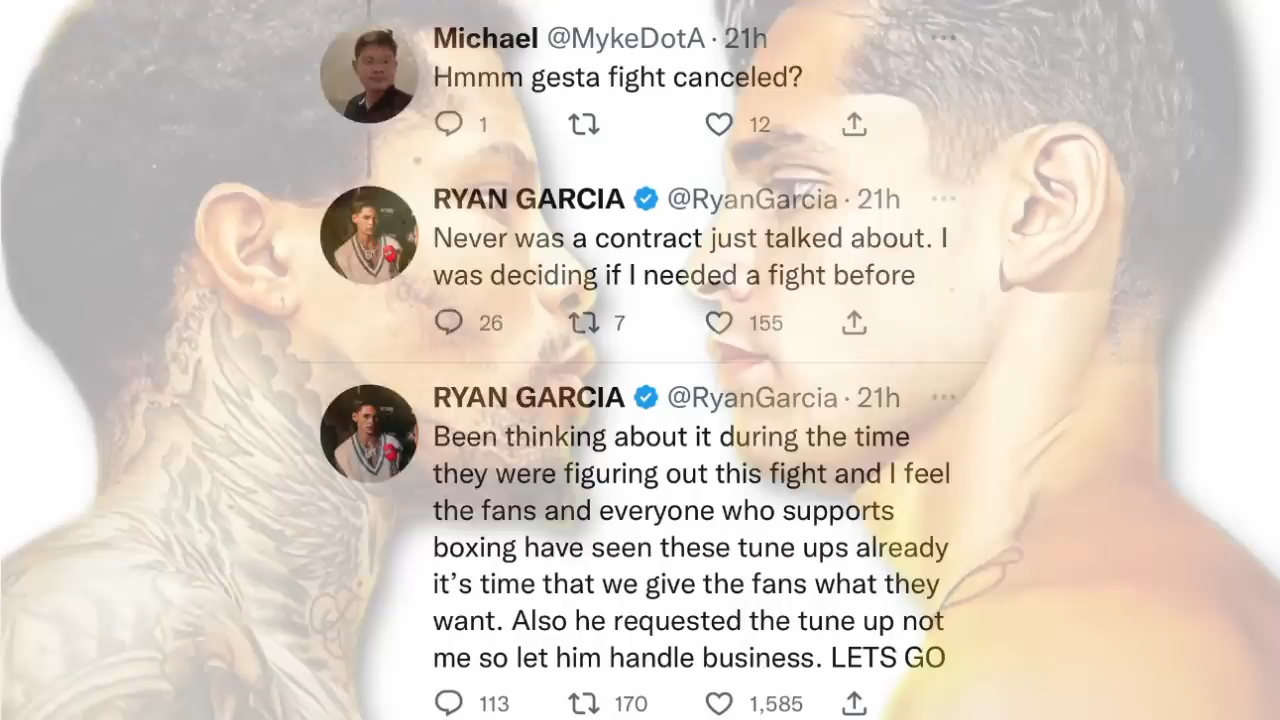 Michael @MykeDotA · 21h
Hmmm gesta fight canceled?
1 12
RYAN GARCIA @RyanGarcia · 21h
Never was a contract just talked about. I
was deciding if I needed a fight before
26 7 155
RYAN GARCIA @RyanGarcia · 21h
Been thinking about it during the time
they were figuring out this fight and I feel
the fans and everyone who supports
boxing have seen these tune ups already
it’s time that we give the fans what they
want. Also he requested the tune up not
me so let him handle business. LETS GO
113 170 1,585